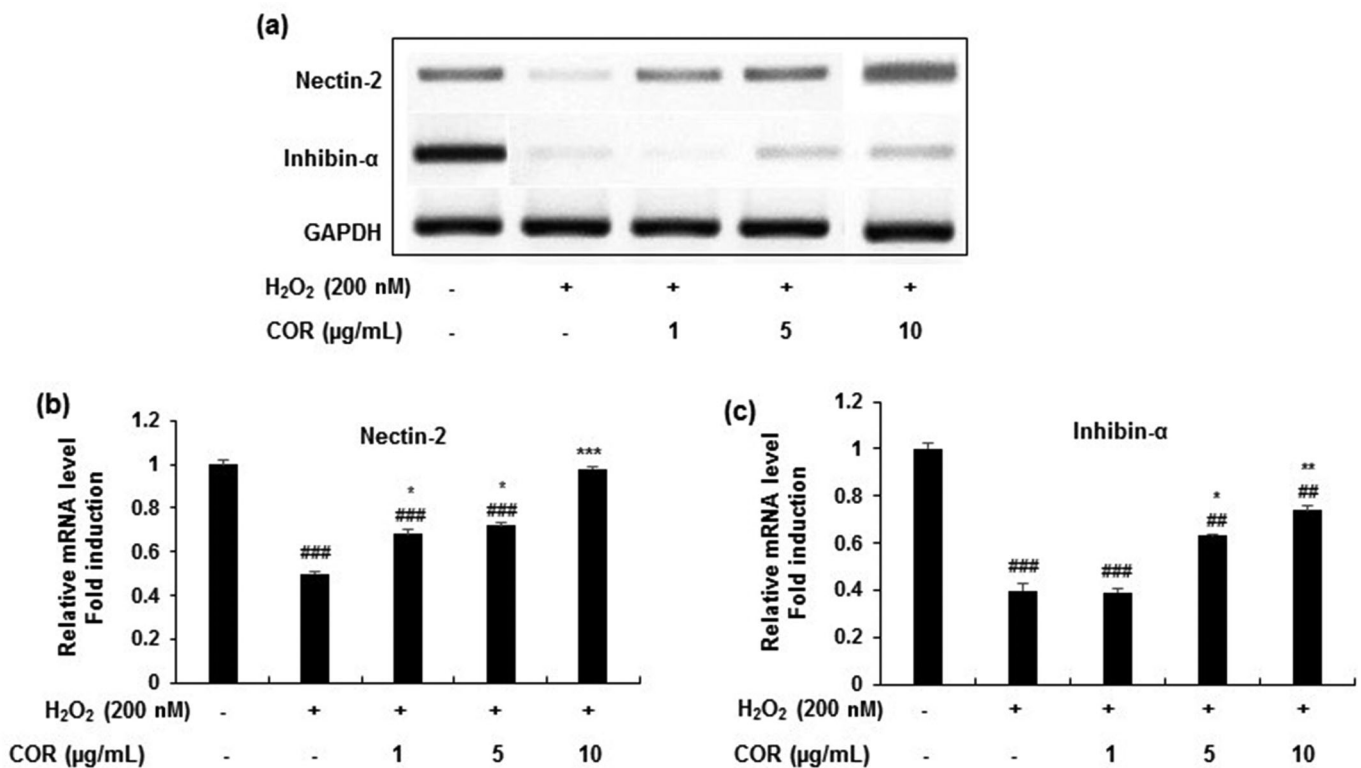 (a)
Nectin-2
Inhibin-α
GAPDH
H₂O₂ (200 nM) - + + + +
COR (μg/mL) - - 1 5 10
(b)
Nectin-2
Relative mRNA level
Fold induction
1.2
1
0.8
0.6
0.4
0.2
0
###
*
###
*
###
***
H₂O₂ (200 nM) - + + + +
COR (μg/mL) - - 1 5 10
(c)
Inhibin-α
Relative mRNA level
Fold induction
1.2
1
0.8
0.6
0.4
0.2
0
###
###
*
##
**
##
H₂O₂ (200 nM) - + + + +
COR (μg/mL) - - 1 5 10